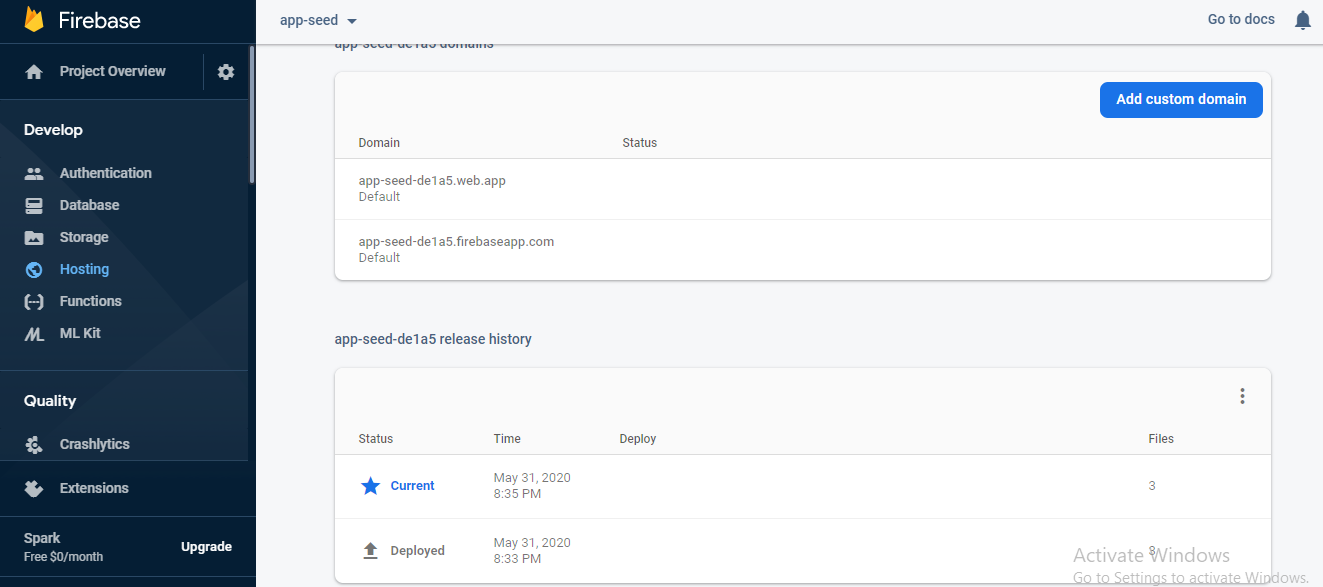 Firebase
Project Overview
Develop
Authentication
Database
Storage
Hosting
Functions
ML Kit
Quality
Crashlytics
Extensions
Spark
Free $0/month
Upgrade
app-seed
Go to docs
app-seed-de1a5 domains
Add custom domain
Domain Status
app-seed-de1a5.web.app
Default
app-seed-de1a5.firebaseapp.com
Default
app-seed-de1a5 release history
Status Time Deploy Files
Current May 31, 2020 3
8:35 PM
Deployed May 31, 2020 3
8:33 PM
Activate Windows
Go to Settings to activate Windows.